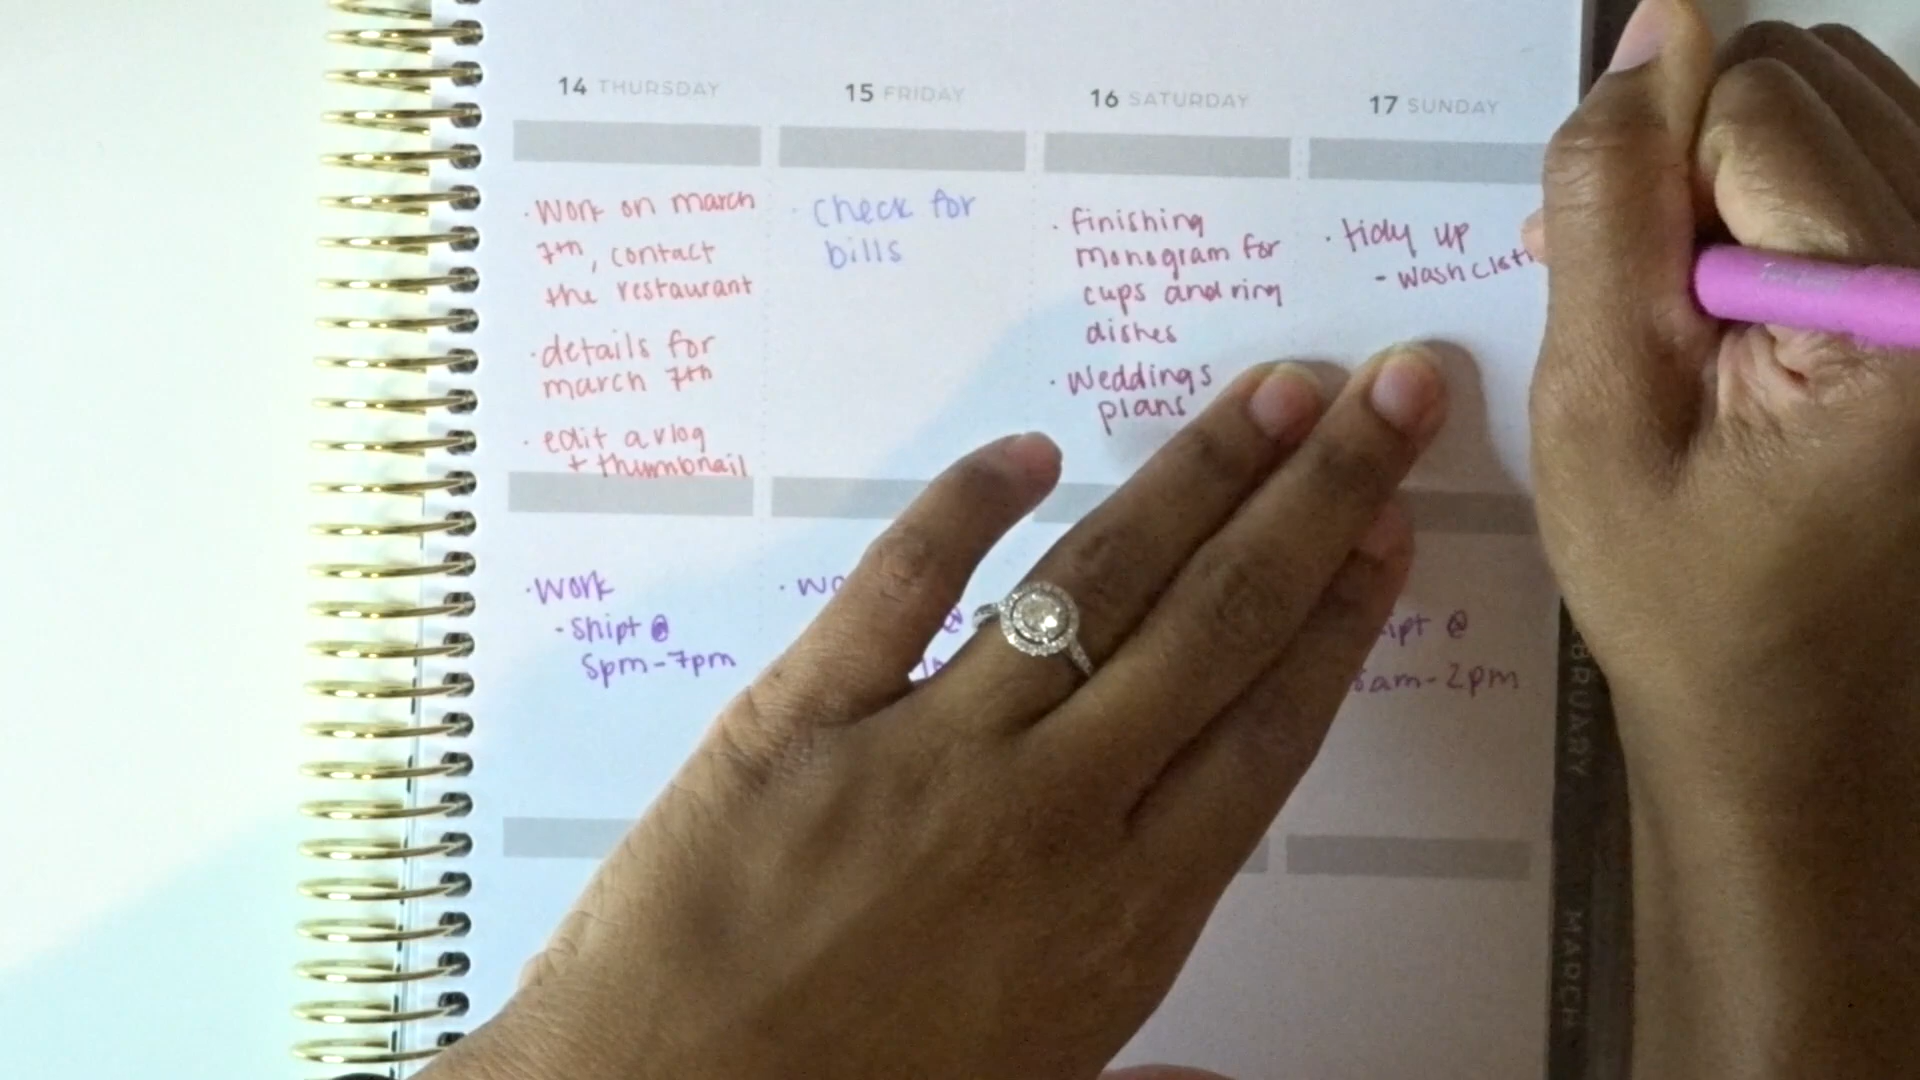 14 THURSDAY
15 FRIDAY
16 SATURDAY
17 SUNDAY
· Work on march
7th, contact
the restaurant
· details for
march 7th
· edit a vlog
+ thumbnail
· check for
bills
· finishing
monogram for
cups and ring
dishes
· Weddings
plans
· tidy up
- wash cloth
· Work
- Shipt @
5pm-7pm
· wo
@
ipt @
am-2pm
BRUARY
MARCH